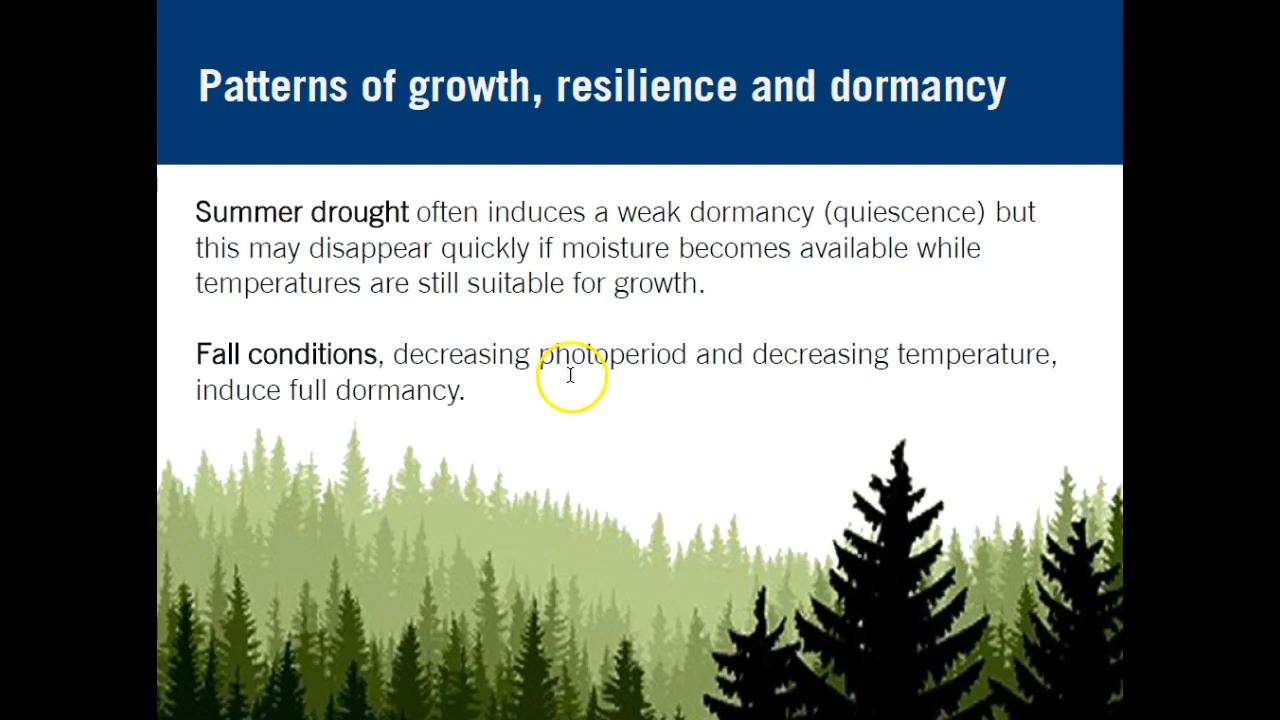 Patterns of growth, resilience and dormancy
Summer drought often induces a weak dormancy (quiescence) but
this may disappear quickly if moisture becomes available while
temperatures are still suitable for growth.
Fall conditions, decreasing photoperiod and decreasing temperature,
induce full dormancy.